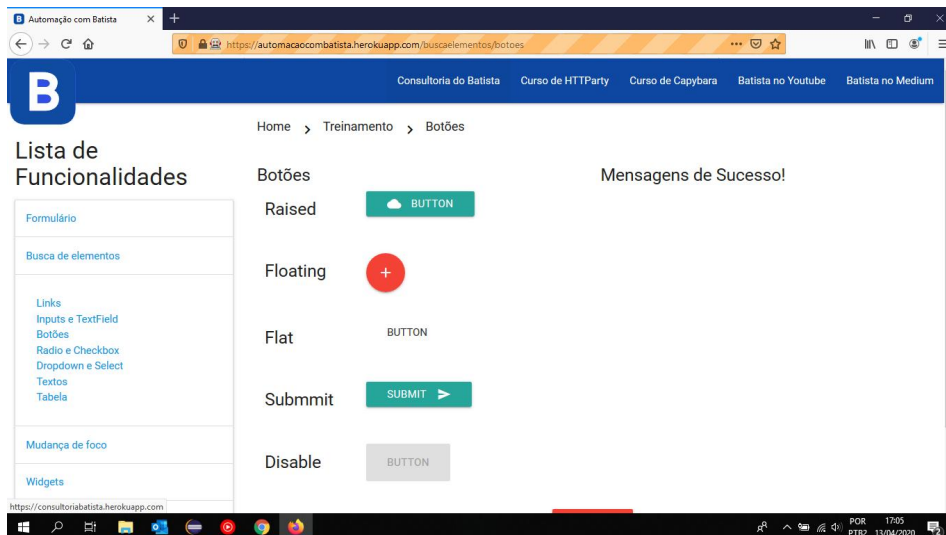 B Automação com Batista
https://automacaocombatista.herokuapp.com/buscaelementos/botoes
B
Consultoria do Batista Curso de HTTParty Curso de Capybara Batista no Youtube Batista no Medium
Home > Treinamento > Botões
Lista de
Funcionalidades
Formulário
Busca de elementos
Links
Inputs e TextField
Botões
Radio e Checkbox
Dropdown e Select
Textos
Tabela
Mudança de foco
Widgets
Botões
Raised BUTTON
Floating +
Flat BUTTON
Submmit SUBMIT
Disable BUTTON
Mensagens de Sucesso!
https://consultoriabatista.herokuapp.com
POR 17:05
PTB2 13/04/2020